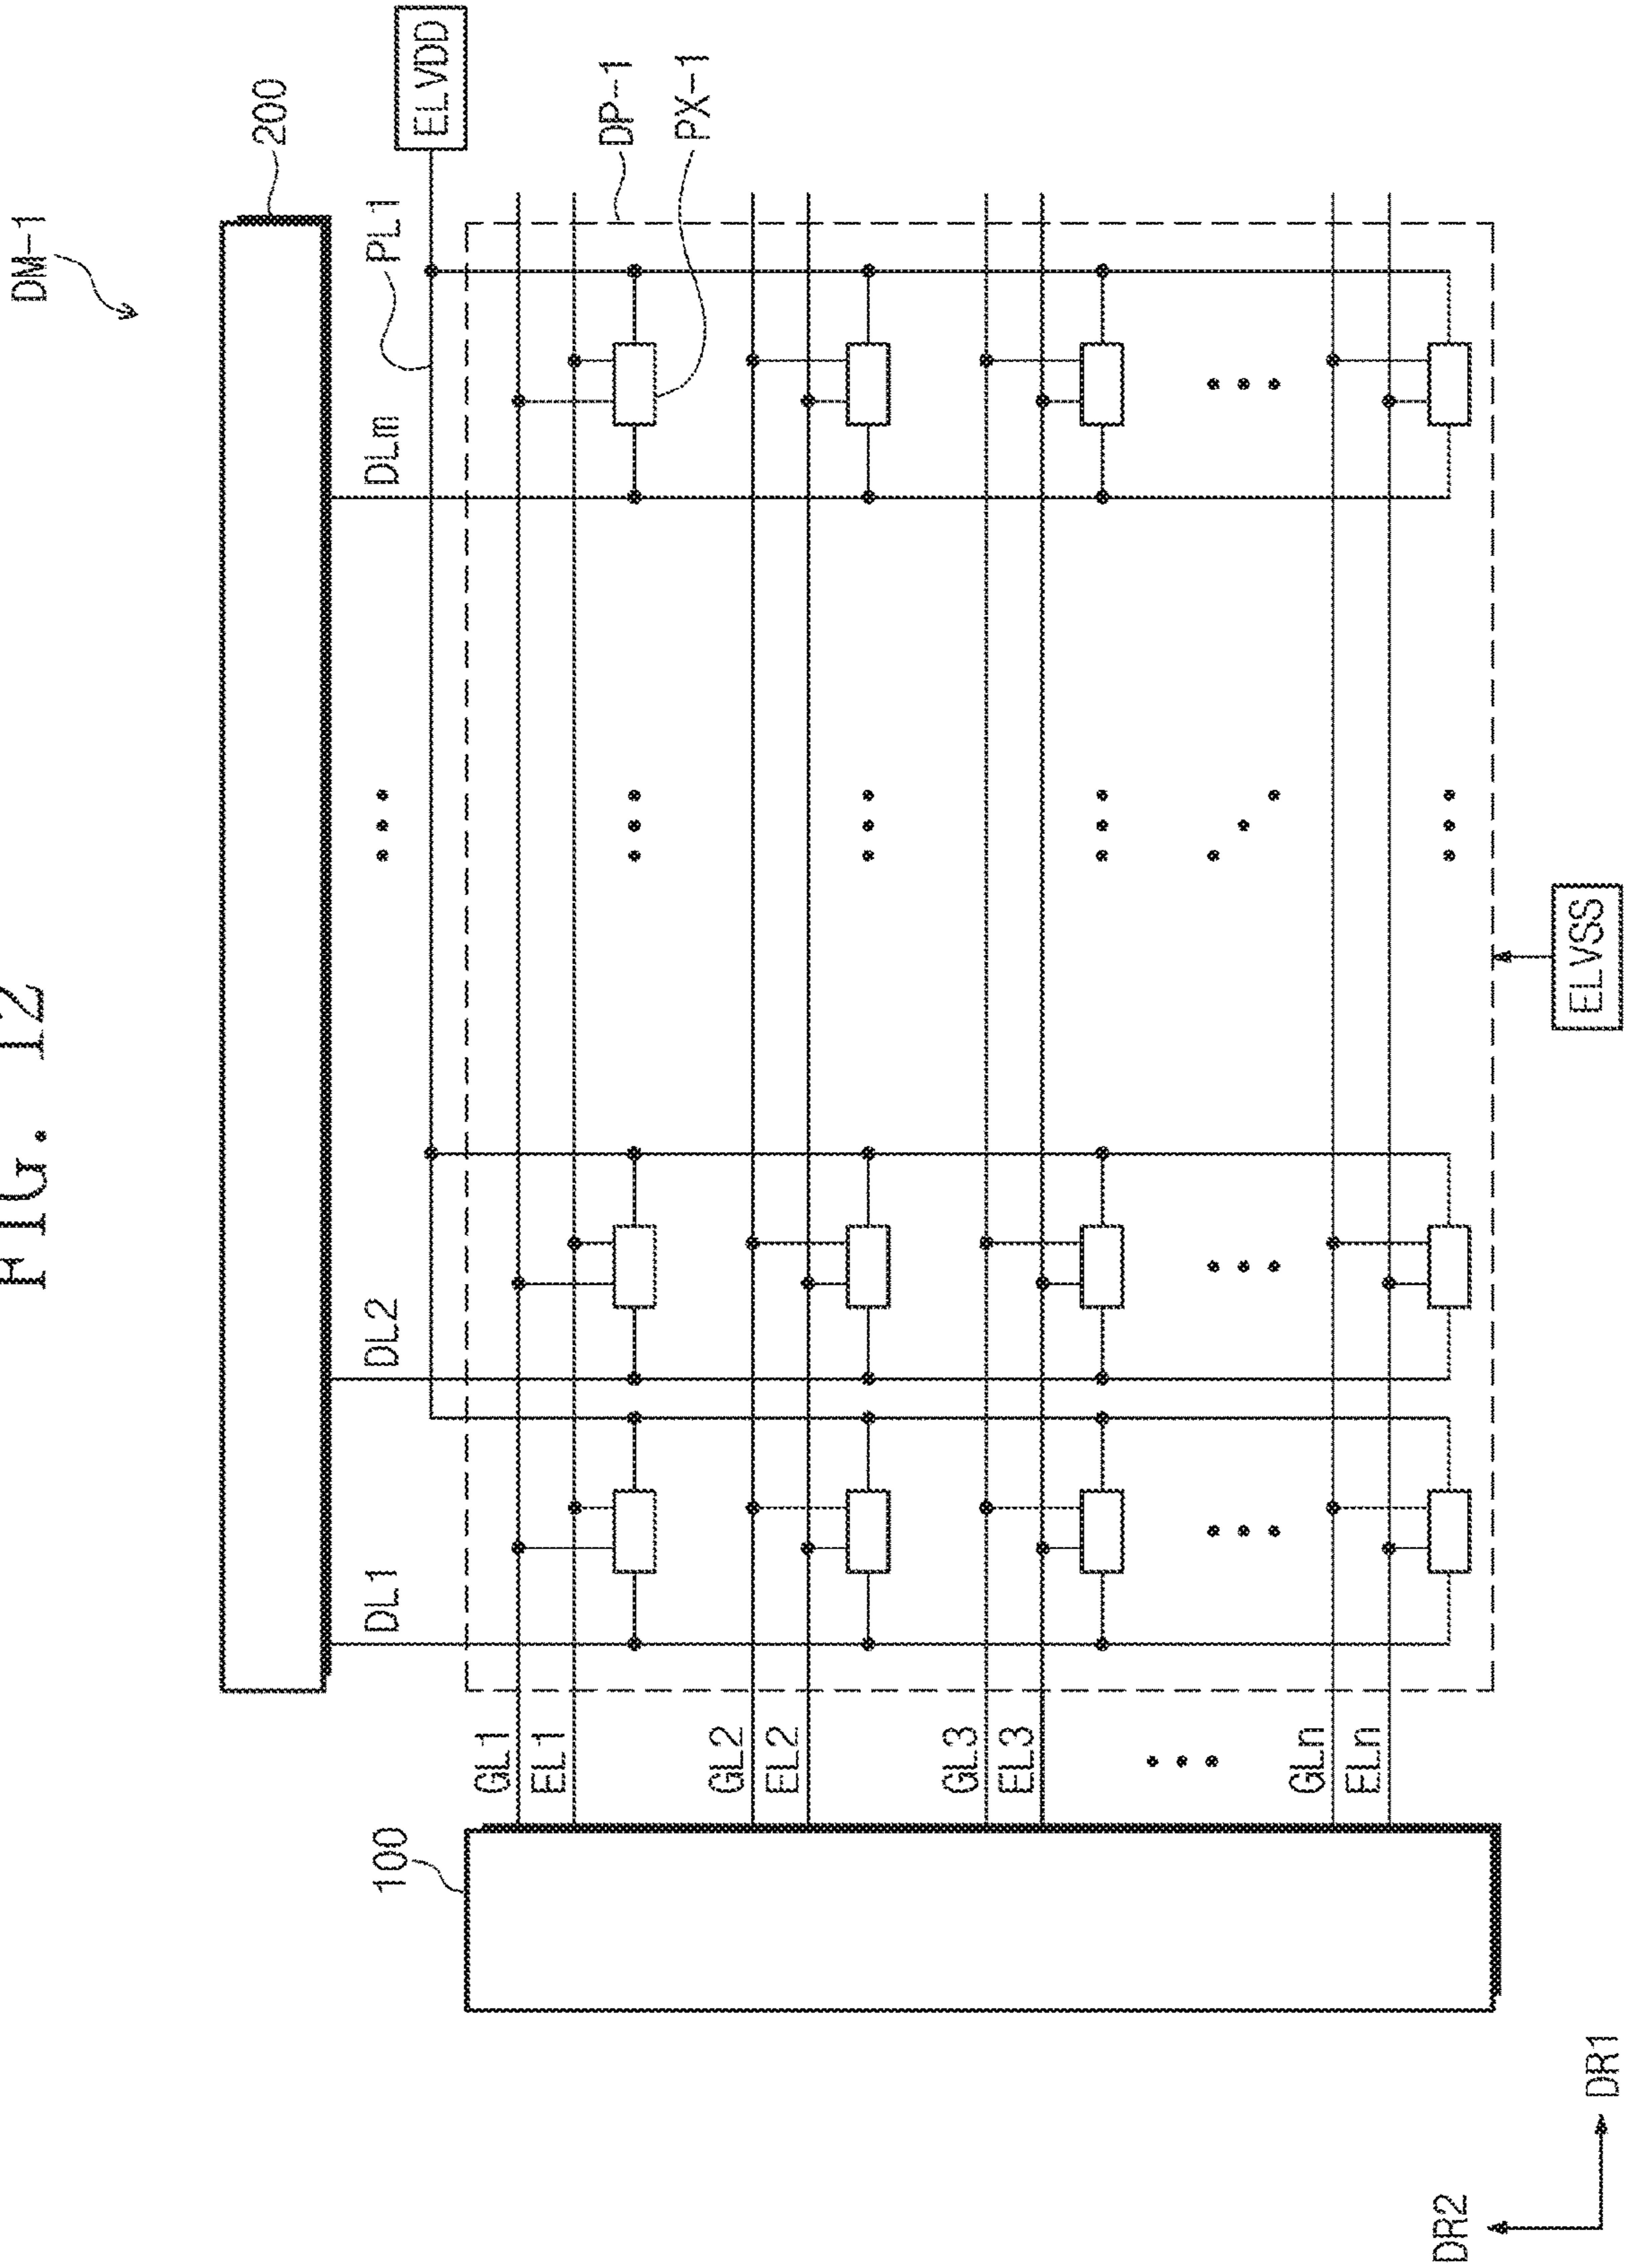 FIG. 12
DM-1
200
DL1
DL2
DLm
PL1
ELVDD
100
GL1
EL1
GL2
EL2
GL3
EL3
GLn
ELn
DP-1
PX-1
ELVSS
DR2
DR1